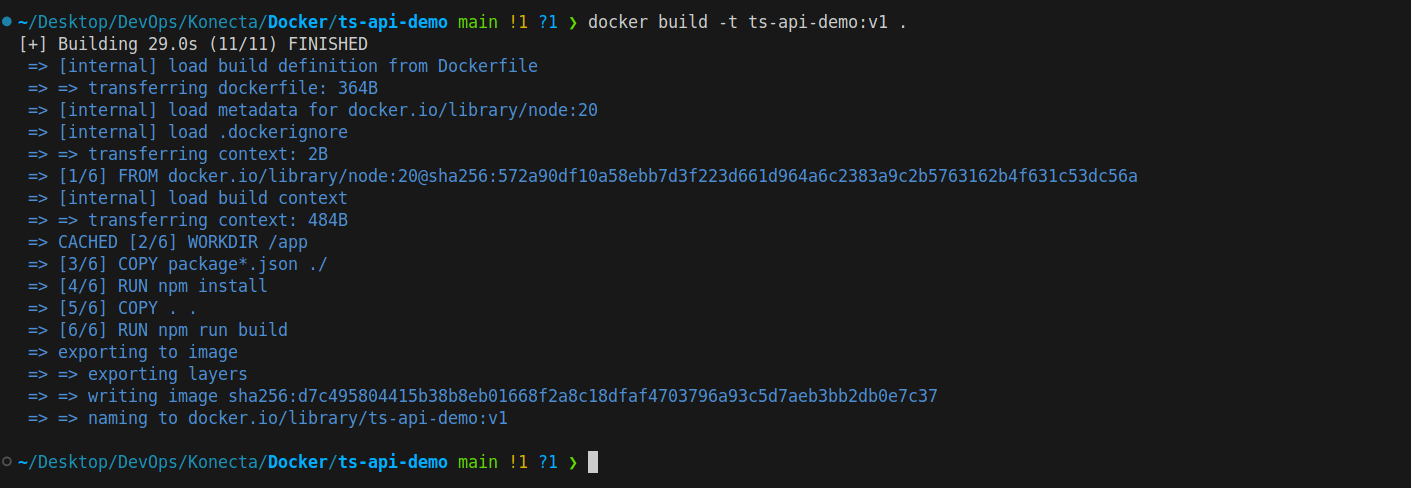 ~/Desktop/DevOps/Konecta/Docker/ts-api-demo main !1 ?1 ❯ docker build -t ts-api-demo:v1 .
[+] Building 29.0s (11/11) FINISHED
=> [internal] load build definition from Dockerfile
=> => transferring dockerfile: 364B
=> [internal] load metadata for docker.io/library/node:20
=> [internal] load .dockerignore
=> => transferring context: 2B
=> [1/6] FROM docker.io/library/node:20@sha256:572a90df10a58ebb7d3f223d661d964a6c2383a9c2b5763162b4f631c53dc56a
=> [internal] load build context
=> => transferring context: 484B
=> CACHED [2/6] WORKDIR /app
=> [3/6] COPY package*.json ./
=> [4/6] RUN npm install
=> [5/6] COPY . .
=> [6/6] RUN npm run build
=> exporting to image
=> => exporting layers
=> => writing image sha256:d7c495804415b38b8eb01668f2a8c18dfaf4703796a93c5d7aeb3bb2db0e7c37
=> => naming to docker.io/library/ts-api-demo:v1
~/Desktop/DevOps/Konecta/Docker/ts-api-demo main !1 ?1 ❯